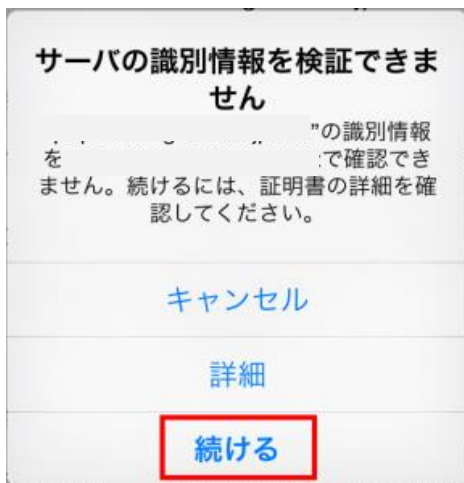 サーバの識別情報を検証できま
せん
”の識別情報
を
で確認でき
ません。続けるには、証明書の詳細を確
認してください。
キャンセル
詳細
続ける